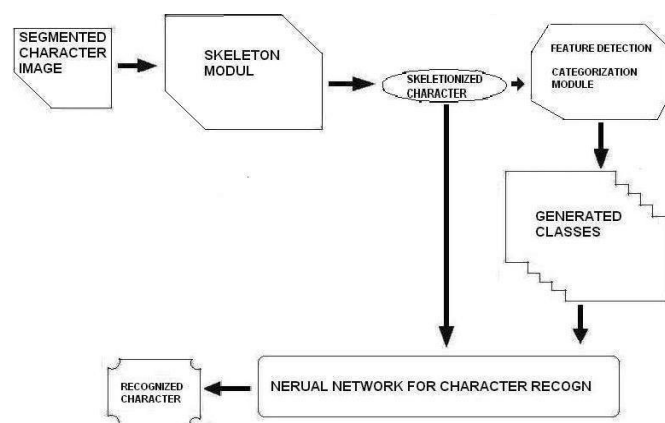 SEGMENTED
CHARACTER
IMAGE
SKELETON
MODUL
SKELETIONIZED
CHARACTER
FEATURE DETECTION
CATEGORIZATION
MODULE
GENERATED
CLASSES
NERUAL NETWORK FOR CHARACTER RECOGN
RECOGNIZED
CHARACTER